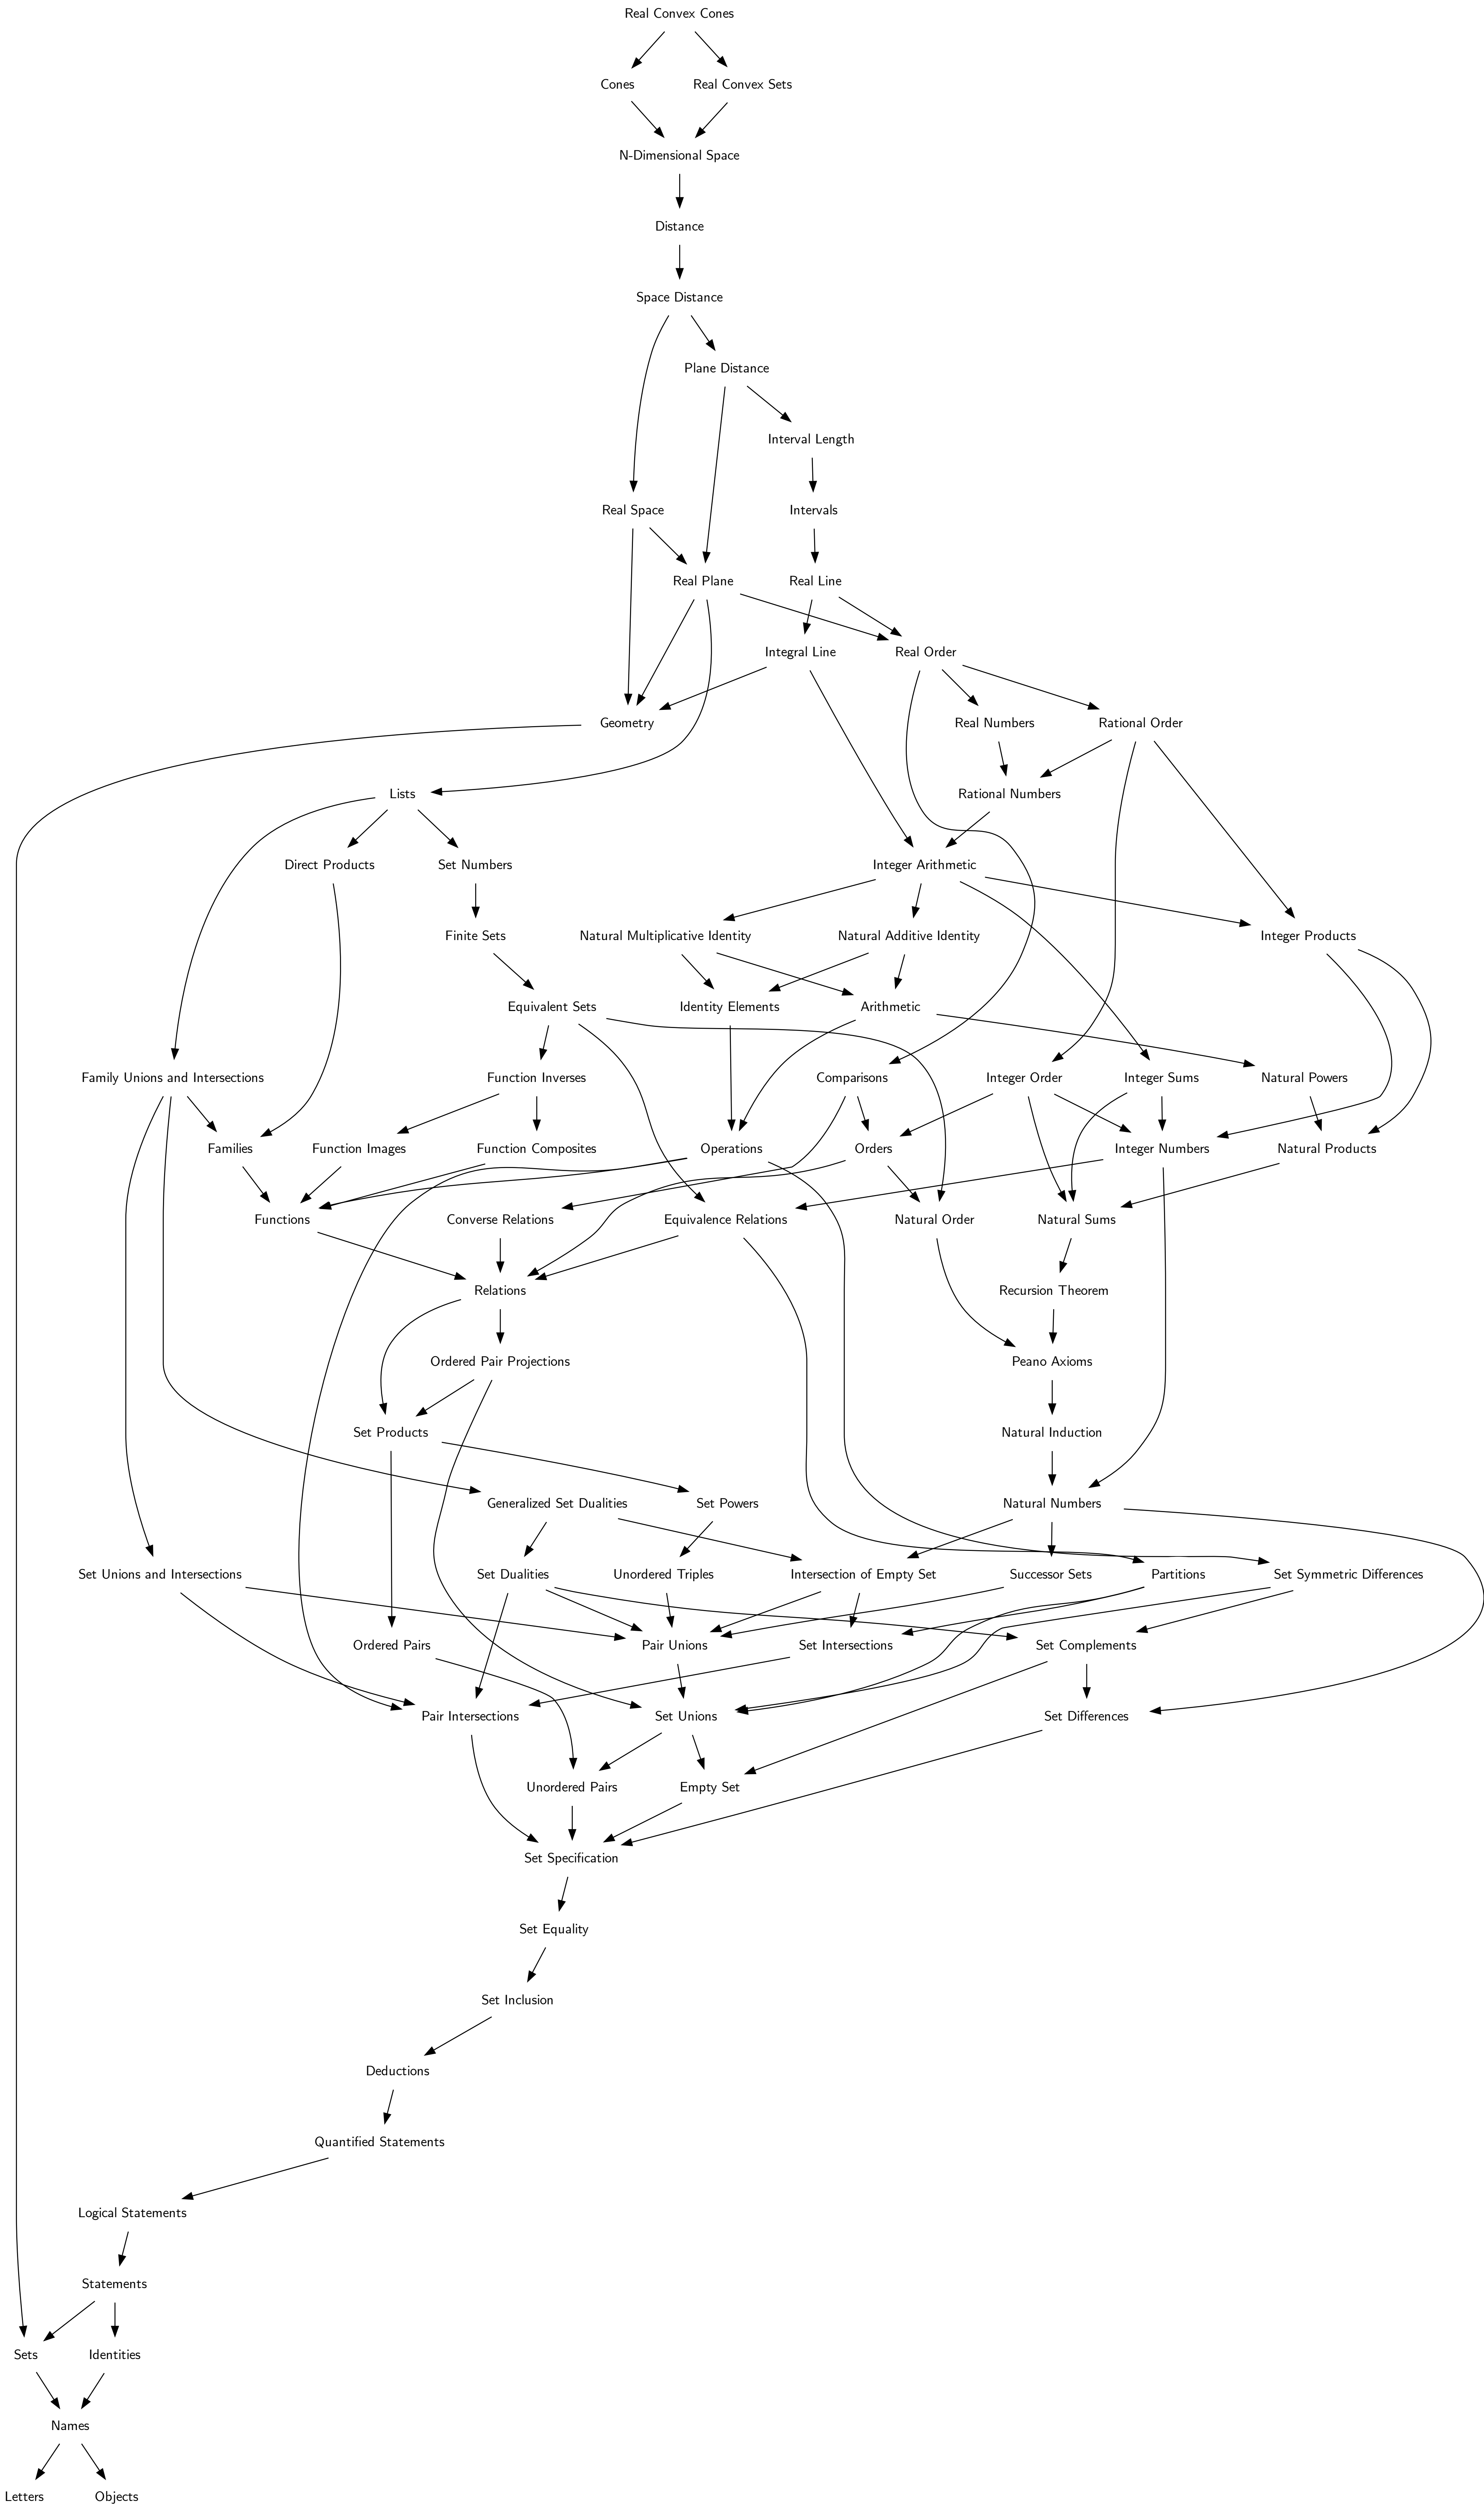 Real Convex Cones
Cones
Real Convex Sets
N-Dimensional Space
Distance
Space Distance
Plane Distance
Interval Length
Real Space
Intervals
Real Plane
Real Line
Integral Line
Real Order
Geometry
Real Numbers
Rational Order
Lists
Rational Numbers
Direct Products
Set Numbers
Integer Arithmetic
Finite Sets
Natural Multiplicative Identity
Natural Additive Identity
Integer Products
Equivalent Sets
Identity Elements
Arithmetic
Family Unions and Intersections
Function Inverses
Comparisons
Integer Order
Integer Sums
Natural Powers
Families
Function Images
Function Composites
Operations
Orders
Integer Numbers
Natural Products
Functions
Converse Relations
Equivalence Relations
Natural Order
Natural Sums
Relations
Recursion Theorem
Ordered Pair Projections
Peano Axioms
Set Products
Natural Induction
Generalized Set Dualities
Set Powers
Natural Numbers
Set Unions and Intersections
Set Dualities
Unordered Triples
Intersection of Empty Set
Successor Sets
Partitions
Set Symmetric Differences
Ordered Pairs
Pair Unions
Set Intersections
Set Complements
Pair Intersections
Set Unions
Set Differences
Unordered Pairs
Empty Set
Set Specification
Set Equality
Set Inclusion
Deductions
Quantified Statements
Logical Statements
Statements
Sets
Identities
Names
Letters
Objects